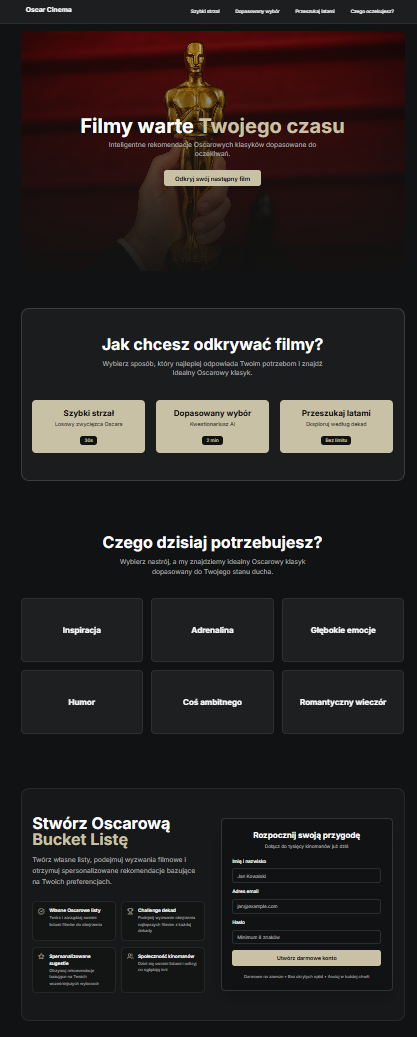 Oscar Cinema
Szybki strzał
Dopasowany wybór
Przeszukaj latami
Czego oczekujesz?
Filmy warte Twojego czasu
Inteligentne rekomendacje Oscarowych klasyków dopasowane do
oczekiwań.
Odkryj swój następny film
Jak chcesz odkrywać filmy?
Wybierz sposób, który najlepiej odpowiada Twoim potrzebom i znajdź
idealny Oscarowy klasyk.
Szybki strzał
Losowy zwycięzca Oscara
30s
Dopasowany wybór
Kwestionariusz AI
2 min
Przeszukaj latami
Eksploruj według dekad
Bez limitu
Czego dzisiaj potrzebujesz?
Wybierz nastrój, a my znajdziemy idealny Oscarowy klasyk
dopasowany do Twojego stanu ducha.
Inspiracja
Adrenalina
Głębokie emocje
Humor
Coś ambitnego
Romantyczny wieczór
Stwórz Oscarową
Bucket Listę
Twórz własne listy, podejmuj wyzwania filmowe i
otrzymuj spersonalizowane rekomendacje bazujące
na Twoich preferencjach.
Własne Oscarowe listy
Twórz i zarządzaj swoimi
listami filmów do obejrzenia
Challenge dekad
Podejmij wyzwanie obejrzenia
najlepszych filmów z każdej
dekady
Spersonalizowane
sugestie
Otrzymuj rekomendacje
bazujące na Twoich
wcześniejszych wyborach
Społeczność kinomanów
Dziel się swoimi listami i odkryj
co oglądają inni
Rozpocznij swoją przygodę
Dołącz do tysięcy kinomanów już dziś
Imię i nazwisko
Jan Kowalski
Adres email
jan@example.com
Hasło
Minimum 8 znaków
Utwórz darmowe konto
Darmowe na zawsze • Bez ukrytych opłat • Anuluj w każdej chwili